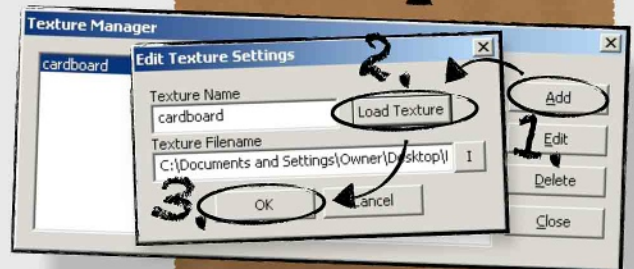 Texture Manager
cardboard
Edit Texture Settings
2.
Texture Name
cardboard
Load Texture
Texture Filename
C:\Documents and Settings\Owner\Desktop\I
I
3.
OK
Cancel
Add
1.
Edit
Delete
Close